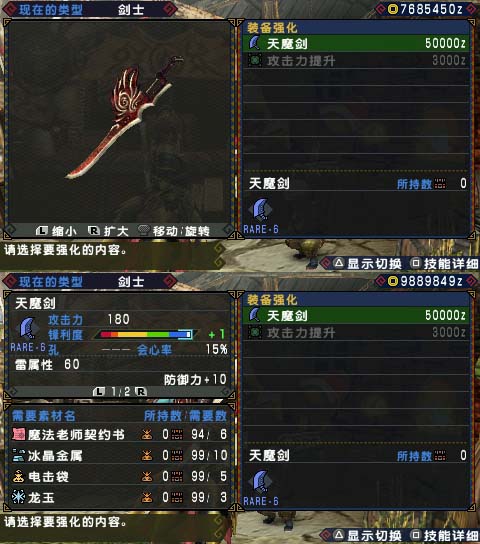 现在的类型 剑士
7685450z
装备强化
天魔剑 50000z
攻击力提升 3000z
天魔剑 所持数 0
RARE-6
L缩小 R扩大 移动/旋转
请选择要强化的内容。
△显示切换 □技能详细
现在的类型 剑士
9889849z
天魔剑
攻击力 180
RARE-6
锋利度 +1
孔 --- 会心率 15%
雷属性 60
防御力+10
L 1/2 R
需要素材名 所持数/需要数
魔法老师契约书 0 94/ 6
冰晶金属 0 99/10
电击袋 0 99/ 5
龙玉 0 99/ 3
装备强化
天魔剑 50000z
攻击力提升 3000z
天魔剑 所持数 0
RARE-6
请选择要强化的内容。
△显示切换 □技能详细